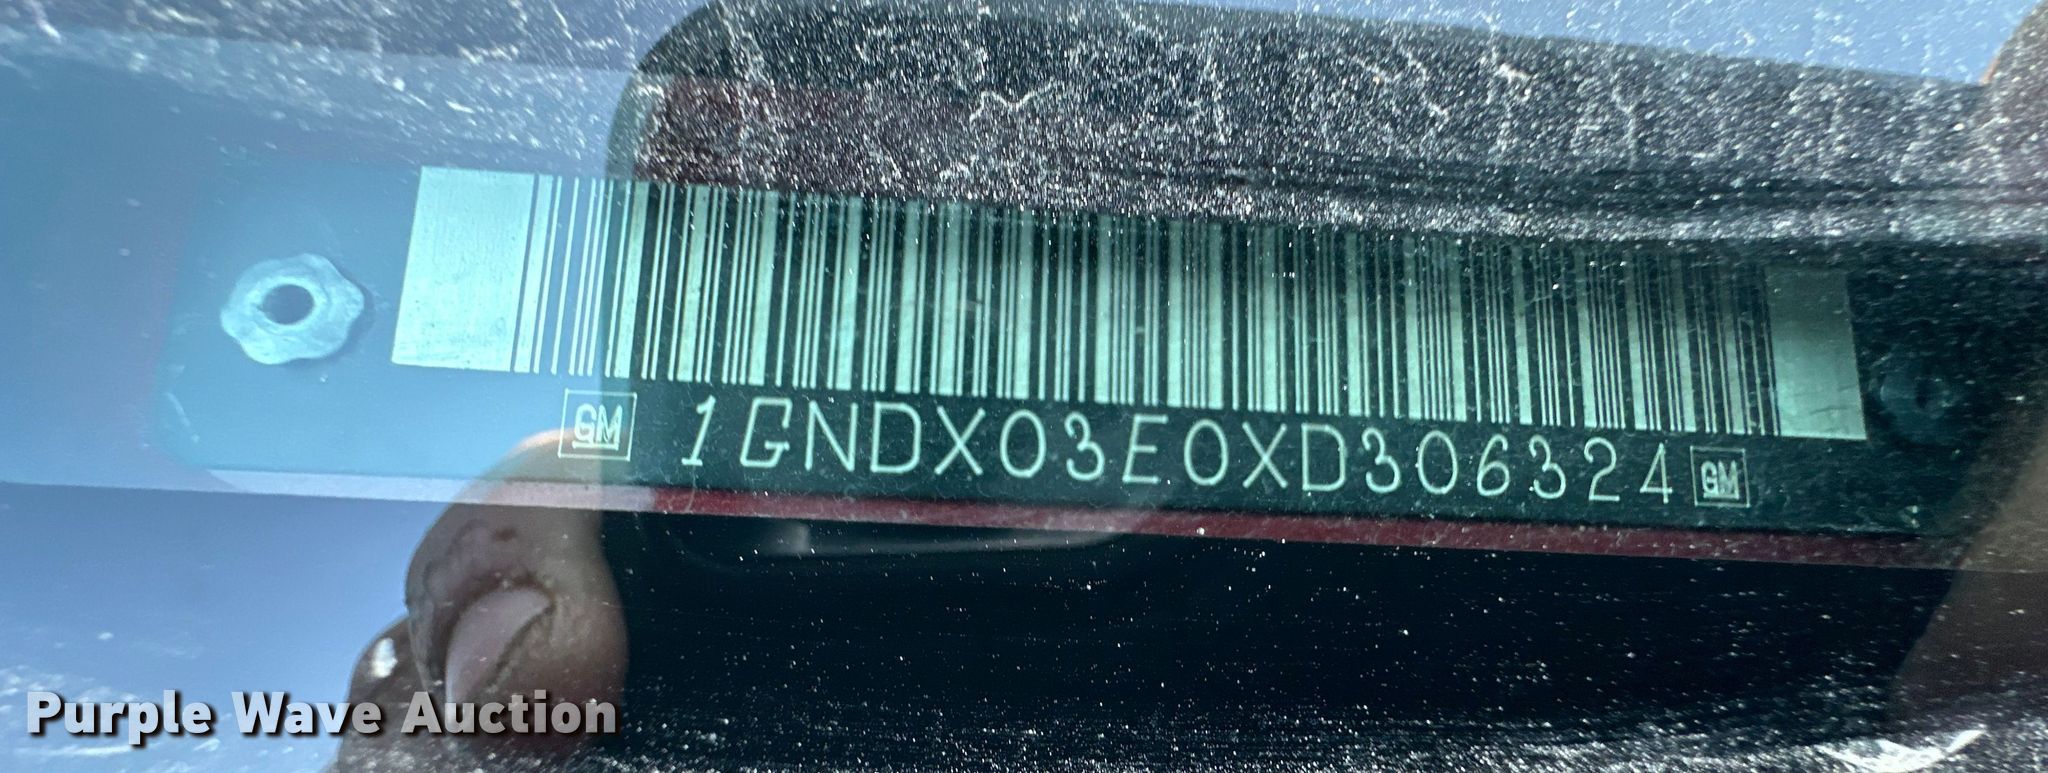 GM 1GNDX03E0XD306324 GM
Purple Wave Auction